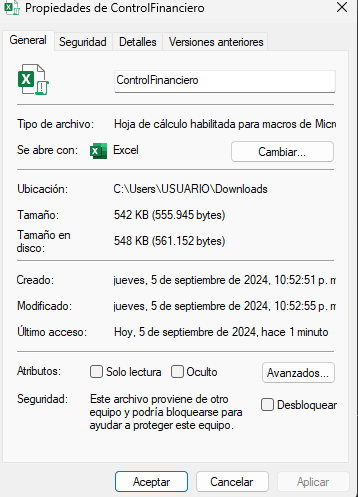 Propiedades de ControlFinanciero
General Seguridad Detalles Versiones anteriores
ControlFinanciero
Tipo de archivo: Hoja de cálculo habilitada para macros de Micr
Se abre con: Excel Cambiar...
Ubicación: C:\Users\USUARIO\Downloads
Tamaño: 542 KB (555.945 bytes)
Tamaño en
disco: 548 KB (561.152 bytes)
Creado: jueves, 5 de septiembre de 2024, 10:52:51 p. m
Modificado: jueves, 5 de septiembre de 2024, 10:52:55 p. m
Último acceso: Hoy, 5 de septiembre de 2024, hace 1 minuto
Atributos: Solo lectura Oculto Avanzados...
Seguridad: Este archivo proviene de otro
equipo y podría bloquearse para
ayudar a proteger este equipo.
Desbloquear
Aceptar Cancelar Aplicar